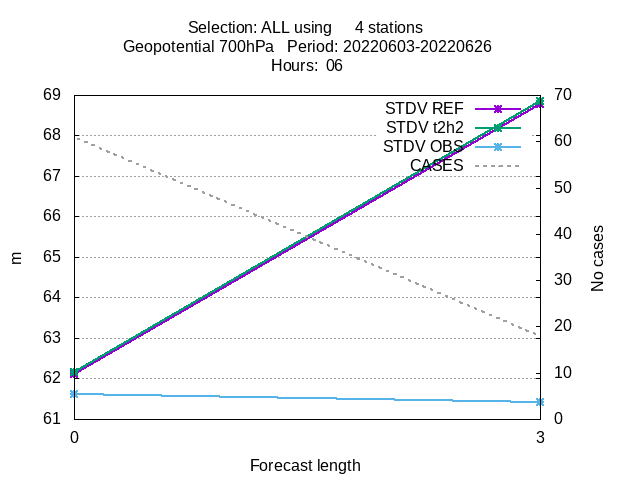 Selection: ALL using     4 stations
Geopotential 700hPa   Period: 20220603-20220626
Hours:  06
69
68
67
66
65
64
63
62
61
m
70
60
50
40
30
20
10
0
No cases
STDV REF
STDV t2h2
STDV OBS
CASES
0
3
Forecast length